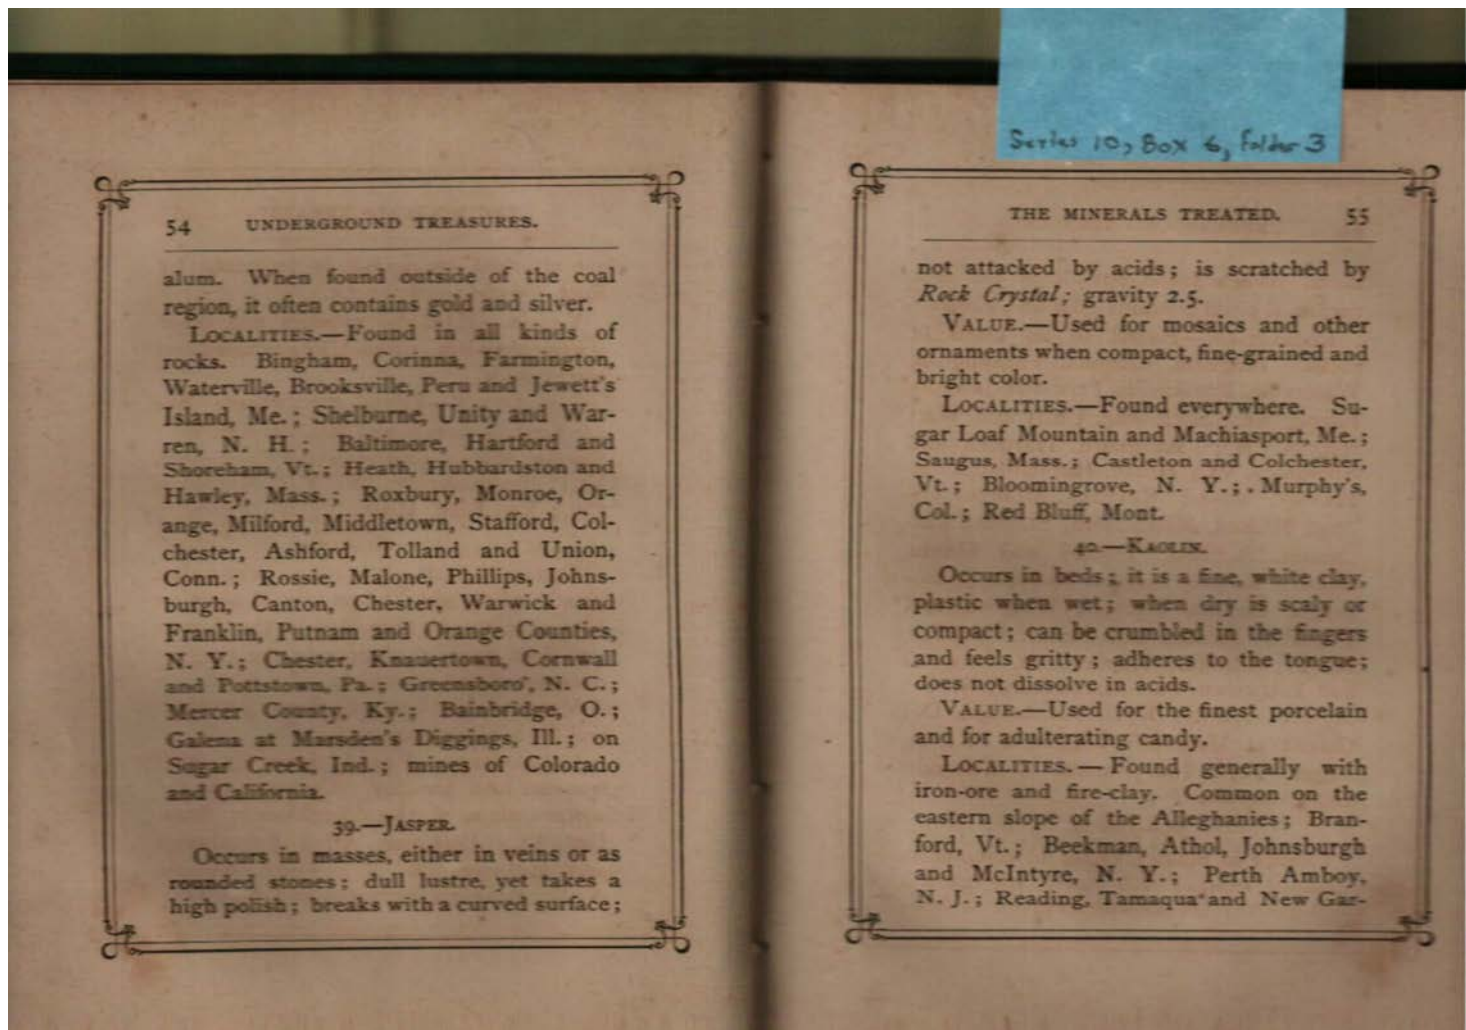 Series 10, Box 6, Folder 3
54 UNDERGROUND TREASURES.
alum. When found outside of the coal
region, it often contains gold and silver.
LOCALITIES.—Found in all kinds of
rocks. Bingham, Corinna, Farmington,
Waterville, Brooksville, Peru and Jewett's
Island, Me.; Shelburne, Unity and War-
ren, N. H.; Baltimore, Hartford and
Shoreham, Vt.; Heath, Hubbardston and
Hawley, Mass.; Roxbury, Monroe, Or-
ange, Milford, Middletown, Stafford, Col-
chester, Ashford, Tolland and Union,
Conn.; Rossie, Malone, Phillips, Johns-
burgh, Canton, Chester, Warwick and
Franklin, Putnam and Orange Counties,
N. Y.; Chester, Knauertown, Cornwall
and Pottstown, Pa.; Greensboro', N. C.;
Mercer County, Ky.; Bainbridge, O.;
Galena at Marsden's Diggings, Ill.; on
Sugar Creek, Ind.; mines of Colorado
and California.
39.—JASPER.
Occurs in masses, either in veins or as
rounded stones; dull lustre, yet takes a
high polish; breaks with a curved surface;
THE MINERALS TREATED. 55
not attacked by acids; is scratched by
Rock Crystal; gravity 2.5.
VALUE.—Used for mosaics and other
ornaments when compact, fine-grained and
bright color.
LOCALITIES.—Found everywhere. Su-
gar Loaf Mountain and Machiasport, Me.;
Saugus, Mass.; Castleton and Colchester,
Vt.; Bloomingrove, N. Y.; Murphy's,
Col.; Red Bluff, Mont.
40.—KAOLIN.
Occurs in beds; it is a fine, white clay,
plastic when wet; when dry is scaly or
compact; can be crumbled in the fingers
and feels gritty; adheres to the tongue;
does not dissolve in acids.
VALUE.—Used for the finest porcelain
and for adulterating candy.
LOCALITIES.—Found generally with
iron-ore and fire-clay. Common on the
eastern slope of the Alleghanies; Bran-
ford, Vt.; Beekman, Athol, Johnsburgh
and McIntyre, N. Y.; Perth Amboy,
N. J.; Reading, Tamaqua and New Gar-